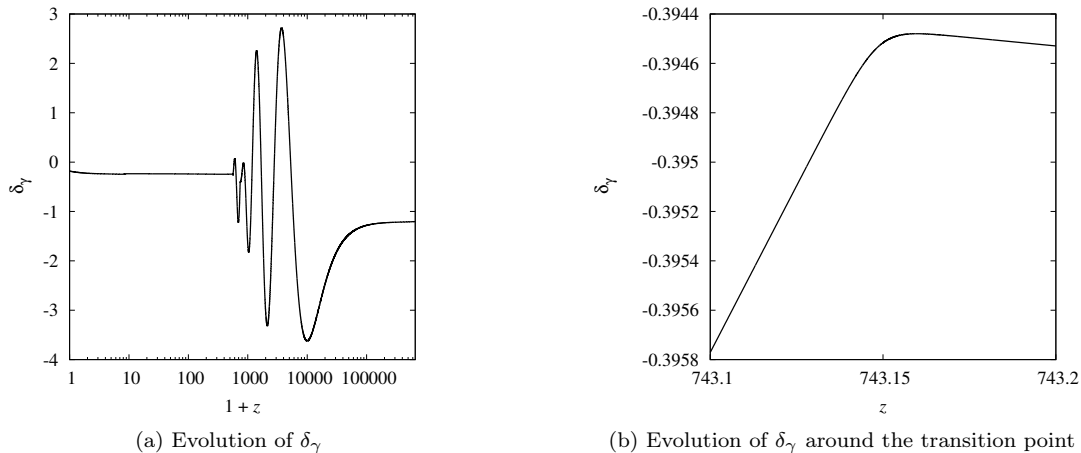 3
2
1
0
-1
-2
-3
-4
δγ
1 10 100 1000 10000 100000
1 + z
(a) Evolution of δγ
-0.3944
-0.3946
-0.3948
-0.395
-0.3952
-0.3954
-0.3956
-0.3958
δγ
743.1 743.15 743.2
z
(b) Evolution of δγ around the transition point